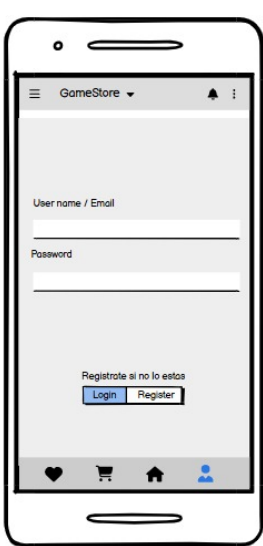 GameStore
User name / Email
Password
Registrate si no lo estas
Login Register